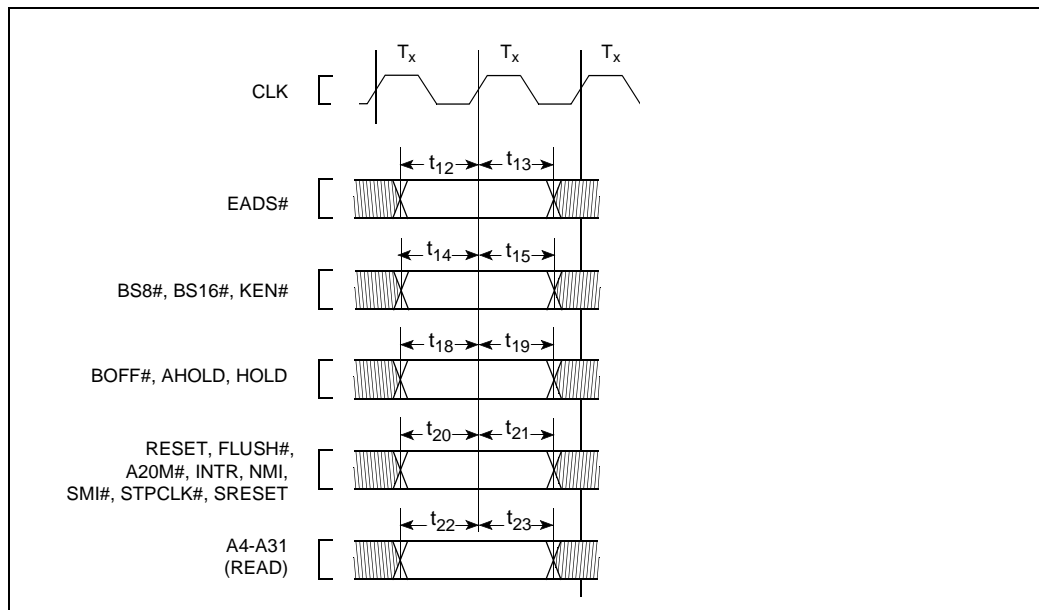 Tx Tx Tx
CLK
t12 t13
EADS#
t14 t15
BS8#, BS16#, KEN#
t18 t19
BOFF#, AHOLD, HOLD
t20 t21
RESET, FLUSH#,
A20M#, INTR, NMI,
SMI#, STPCLK#, SRESET
t22 t23
A4-A31
(READ)